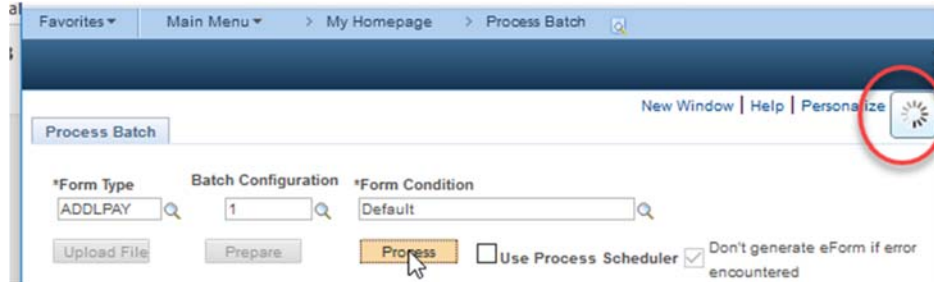 Favorites Main Menu > My Homepage > Process Batch
New Window | Help | Personalize
Process Batch
*Form Type Batch Configuration *Form Condition
ADDLPAY 1 Default
Upload File Prepare Process Use Process Scheduler Don't generate eForm if error
encountered